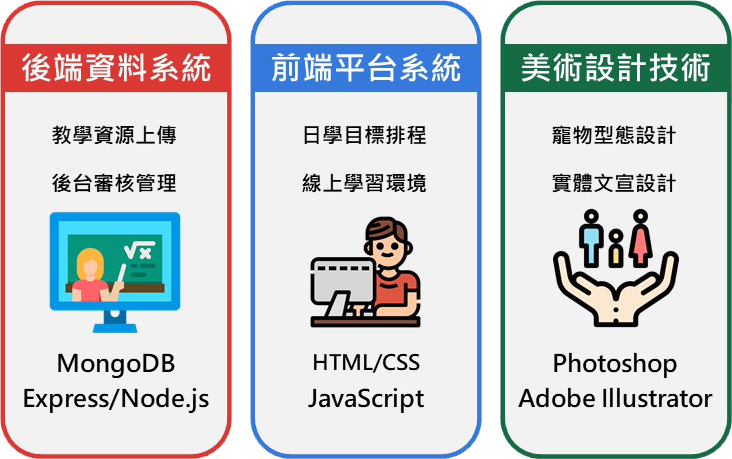 後端資料系統
教學資源上傳
後台審核管理
√x
MongoDB
Express/Node.js
前端平台系統
日學目標排程
線上學習環境
HTML/CSS
JavaScript
美術設計技術
寵物型態設計
實體文宣設計
Photoshop
Adobe Illustrator